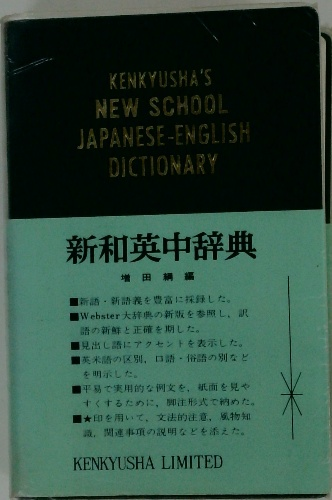 KENKYUSHA'S
NEW SCHOOL
JAPANESE-ENGLISH
DICTIONARY
新和英中辞典
増田綱編
■新語・新語義を豊富に採録した。
■Webster大辞典の新版を参照し，訳
語の新鮮と正確を期した。
■見出し語にアクセントを表示した。
■英米語の区別，口語・俗語の別など
を明示した。
■平易で実用的な例文を，紙面を見や
すくするために，脚注形式で納めた。
■★印を用いて，文法的注意，風物知
識，関連事項の説明などを添えた。
KENKYUSHA LIMITED